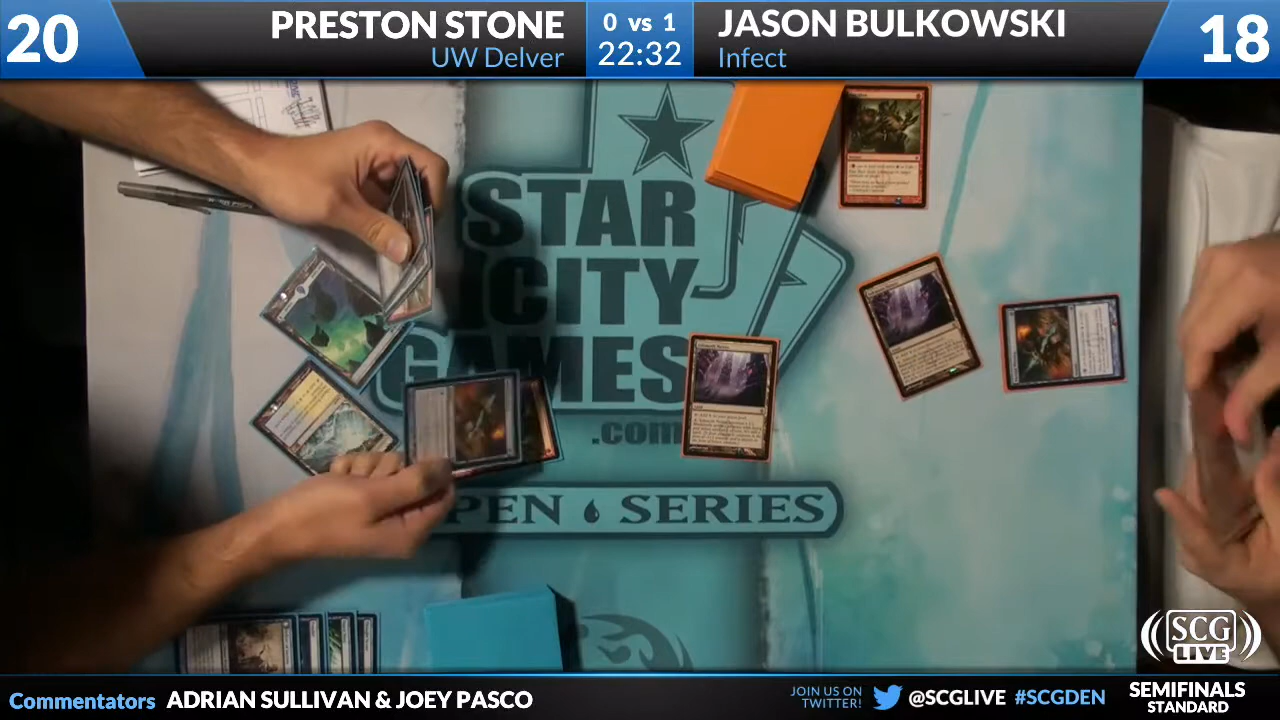 20
PRESTON STONE
UW Delver
0 vs 1
22:32
JASON BULKOWSKI
Infect
18
STAR
CITY
GAMES
.com
PEN SERIES
SCG
LIVE
Commentators ADRIAN SULLIVAN & JOEY PASCO
JOIN US ON
TWITTER!
@SCGLIVE #SCGDEN
SEMIFINALS
STANDARD